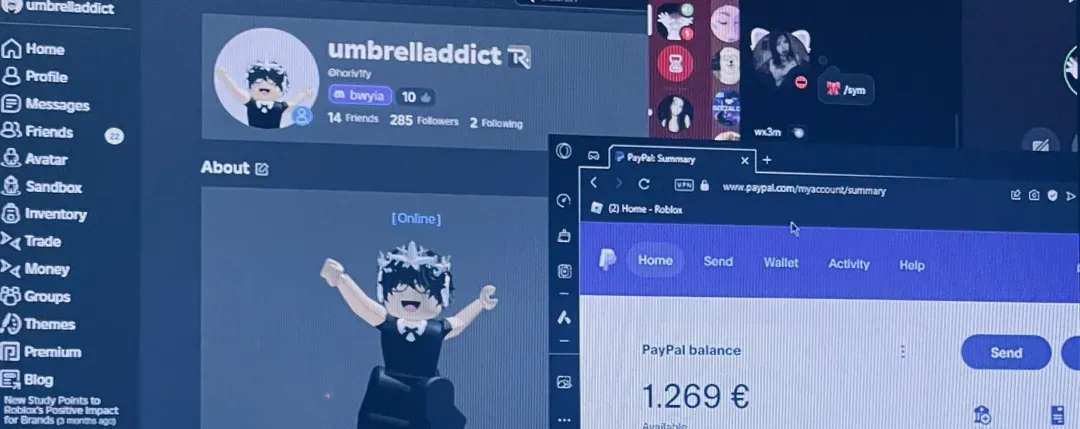 umbrelladdict
Home
Profile
Messages
Friends
22
Avatar
Sandbox
Inventory
Trade
Money
Groups
Themes
Premium
Blog
New Study Points to
Roblox's Positive Impact
for Brands (3 months ago)
umbrelladdict
@hariv1fy
bwyia
10
14 Friends 285 Followers 2 Following
About
[Online]
/sym
wx3m
PayPal: Summary
VPN
www.paypal.com/myaccount/summary
(2) Home - Roblox
Home
Send
Wallet
Activity
Help
PayPal balance
Send
1.269 €
Available